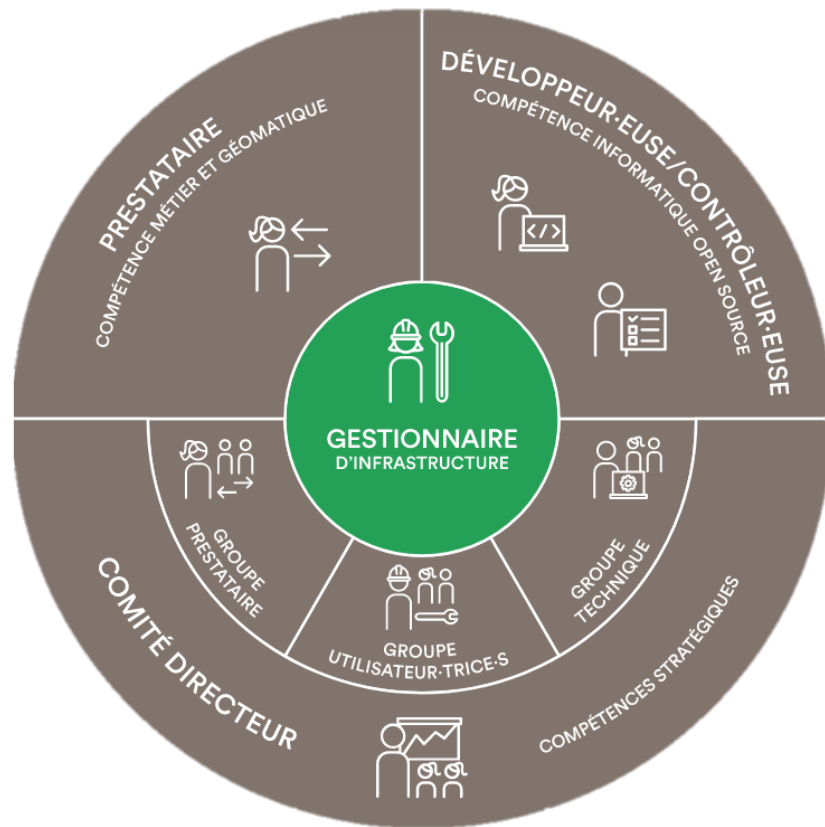 PRESTATAIRE
COMPÉTENCE MÉTIER ET GÉOMATIQUE
DÉVELOPPEUR·EUSE/CONTRÔLEUR·EUSE
COMPÉTENCE INFORMATIQUE OPEN SOURCE
</>
GESTIONNAIRE
D'INFRASTRUCTURE
GROUPE
PRESTATAIRE
GROUPE
UTILISATEUR·TRICE·S
GROUPE
TECHNIQUE
COMITÉ DIRECTEUR
COMPÉTENCES STRATÉGIQUES